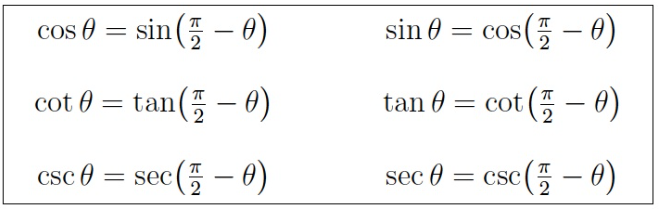 cos θ = sin(π/2 − θ) sin θ = cos(π/2 − θ)
cot θ = tan(π/2 − θ) tan θ = cot(π/2 − θ)
csc θ = sec(π/2 − θ) sec θ = csc(π/2 − θ)